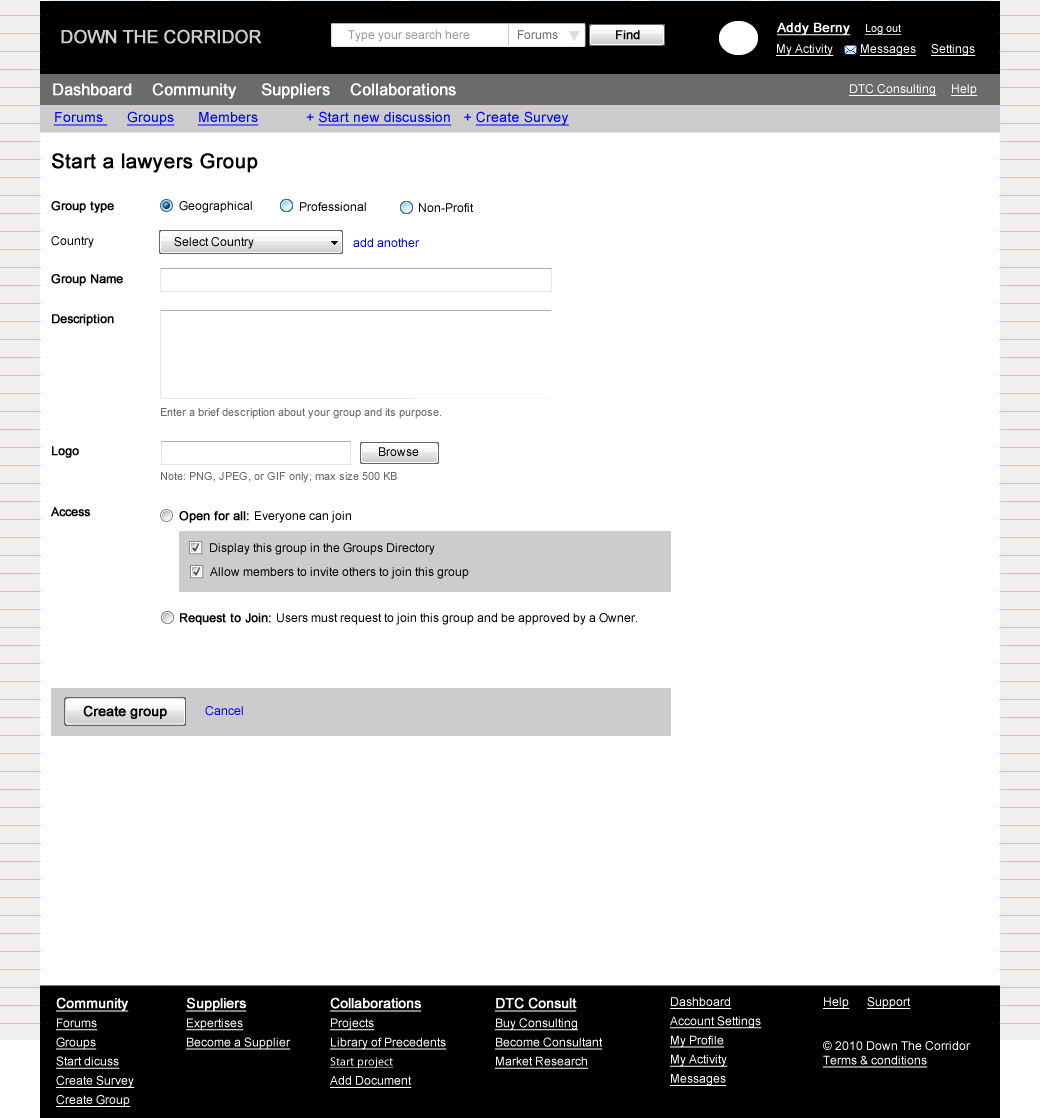 DOWN THE CORRIDOR
Type your search here Forums Find
Addy Berny Log out
My Activity Messages Settings
Dashboard Community Suppliers Collaborations DTC Consulting Help
Forums Groups Members + Start new discussion + Create Survey
Start a lawyers Group
Group type Geographical Professional Non-Profit
Country Select Country add another
Group Name
Description
Enter a brief description about your group and its purpose.
Logo Browse
Note: PNG, JPEG, or GIF only; max size 500 KB
Access Open for all: Everyone can join
Display this group in the Groups Directory
Allow members to invite others to join this group
Request to Join: Users must request to join this group and be approved by a Owner.
Create group Cancel
Community
Forums
Groups
Start dicuss
Create Survey
Create Group
Suppliers
Expertises
Become a Supplier
Collaborations
Projects
Library of Precedents
Start project
Add Document
DTC Consult
Buy Consulting
Become Consultant
Market Research
Dashboard
Account Settings
My Profile
My Activity
Messages
Help Support
© 2010 Down The Corridor
Terms & conditions